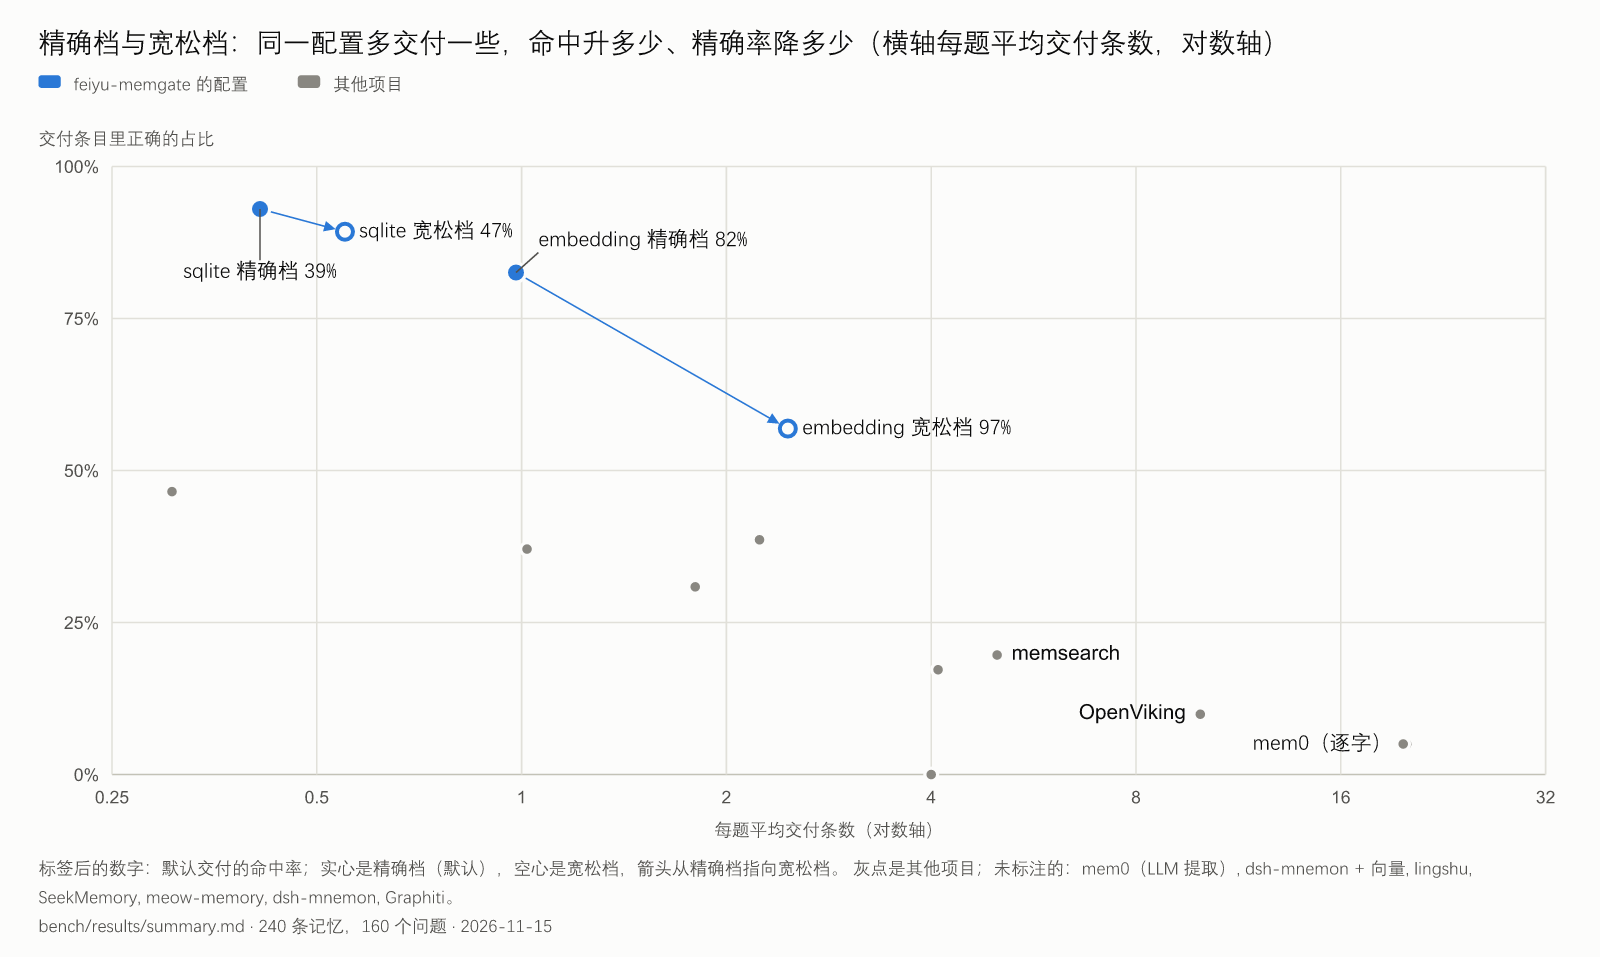 精确档与宽松档：同一配置多交付一些，命中升多少、精确率降多少（横轴每题平均交付条数，对数轴）
feiyu-memgate 的配置 其他项目
交付条目里正确的占比
100%
sqlite 宽松档 47%
embedding 精确档 82%
sqlite 精确档 39%
75%
embedding 宽松档 97%
50%
25%
memsearch
OpenViking
mem0（逐字）
0%
0.25 0.5 1 2 4 8 16 32
每题平均交付条数（对数轴）
标签后的数字：默认交付的命中率；实心是精确档（默认），空心是宽松档，箭头从精确档指向宽松档。 灰点是其他项目；未标注的：mem0（LLM 提取）, dsh-mnemon + 向量, lingshu,
SeekMemory, meow-memory, dsh-mnemon, Graphiti。
bench/results/summary.md · 240 条记忆，160 个问题 · 2026-11-15